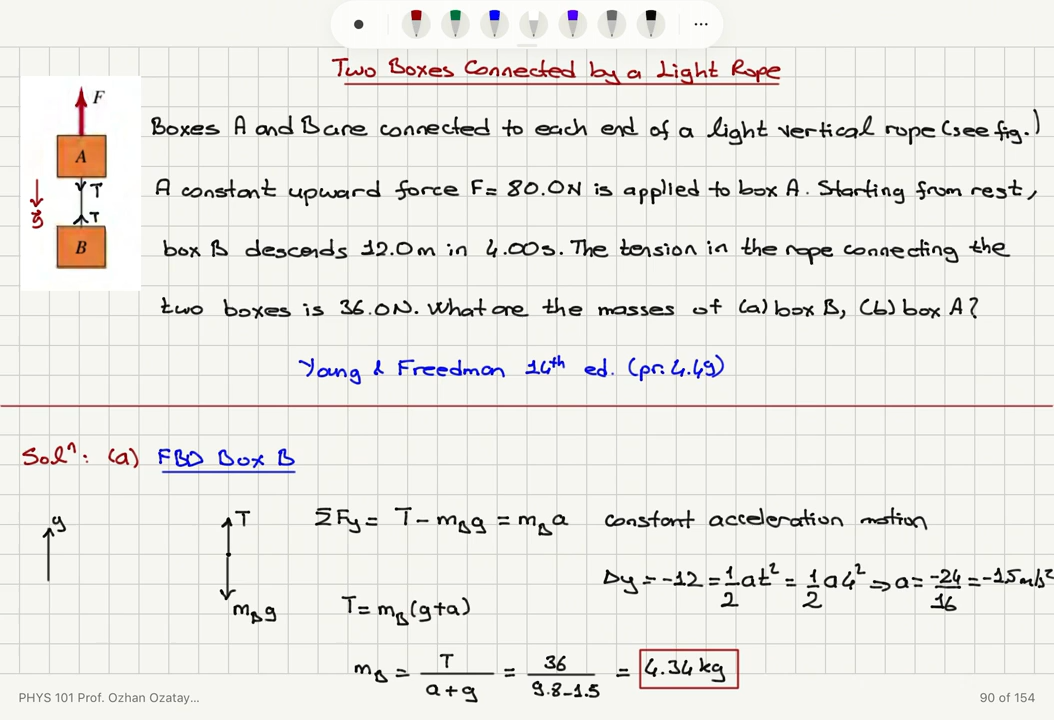 Two Boxes Connected by a Light Rope
F
A
T
g
T
B
Boxes A and B are connected to each end of a light vertical rope (see fig.)
A constant upward force F= 80.0N is applied to box A. Starting from rest,
box B descends 12.0m in 4.00s. The tension in the rope connecting the
two boxes is 36.0N. What are the masses of (a) box B, (b) box A?
Young & Freedman 14th ed. (pr. 4.49)
Solⁿ: (a) FBD Box B
y
T
ΣFy = T - mBg = mBa constant acceleration motion
Δy = -12 = 1/2 at² = 1/2 a4² ⇒ a = -24/16 = -1.5 m/s²
mBg
T = mB(g+a)
mB = T/(a+g) = 36/(9.8-1.5) = 4.34 kg
PHYS 101 Prof. Ozhan Ozatay...
90 of 154